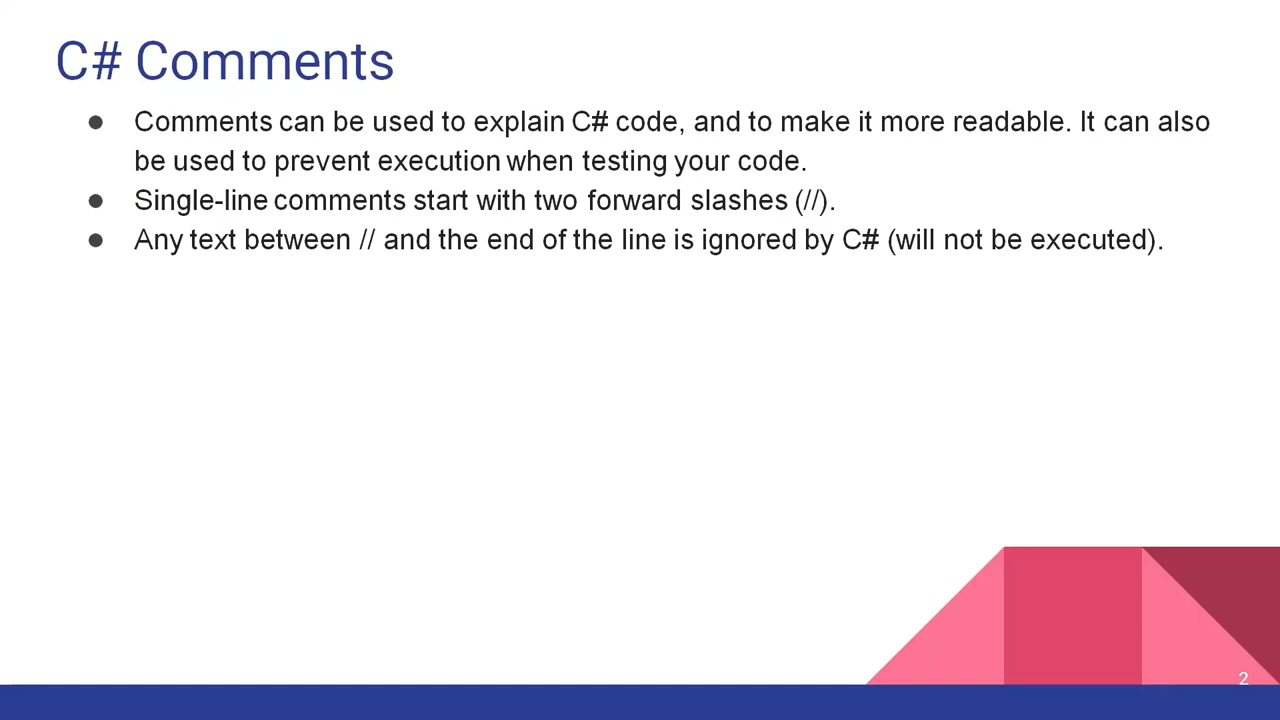 C# Comments
● Comments can be used to explain C# code, and to make it more readable. It can also
be used to prevent execution when testing your code.
● Single-line comments start with two forward slashes (//).
● Any text between // and the end of the line is ignored by C# (will not be executed).
2